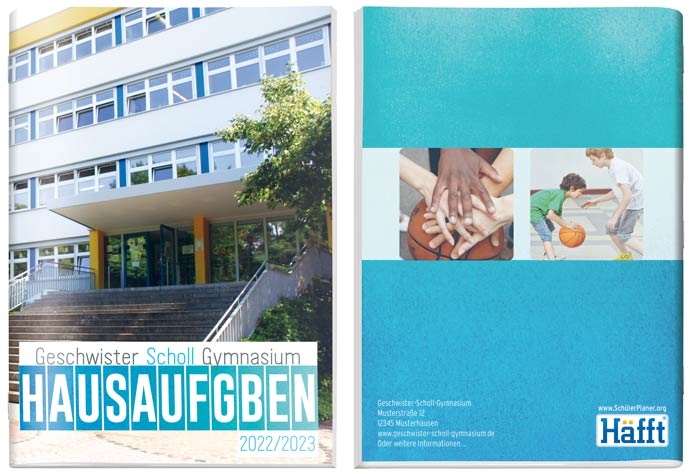 Geschwister Scholl Gymnasium
HAUSAUFGBEN
2022/2023
Geschwister-Scholl-Gymnasium
Musterstraße 12
12345 Musterhausen
www.geschwister-scholl-gymnasium.de
Oder weitere Informationen ...
www.SchülerPlaner.org
Häfft